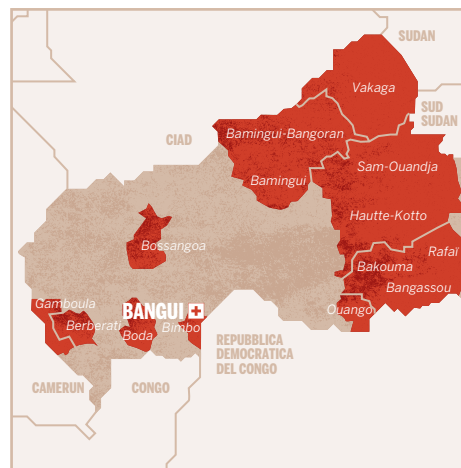 SUDAN
Vakaga
SUD
SUDAN
Bamingui-Bangoran
CIAD
Sam-Ouandja
Bamingui
Hautte-Kotto
Bossangoa
Rafaï
Bakouma
Bangassou
Gamboula
BANGUI
Ouango
Berberati
Boda
Bimbo
REPUBBLICA
DEMOCRATICA
DEL CONGO
CAMERUN
CONGO